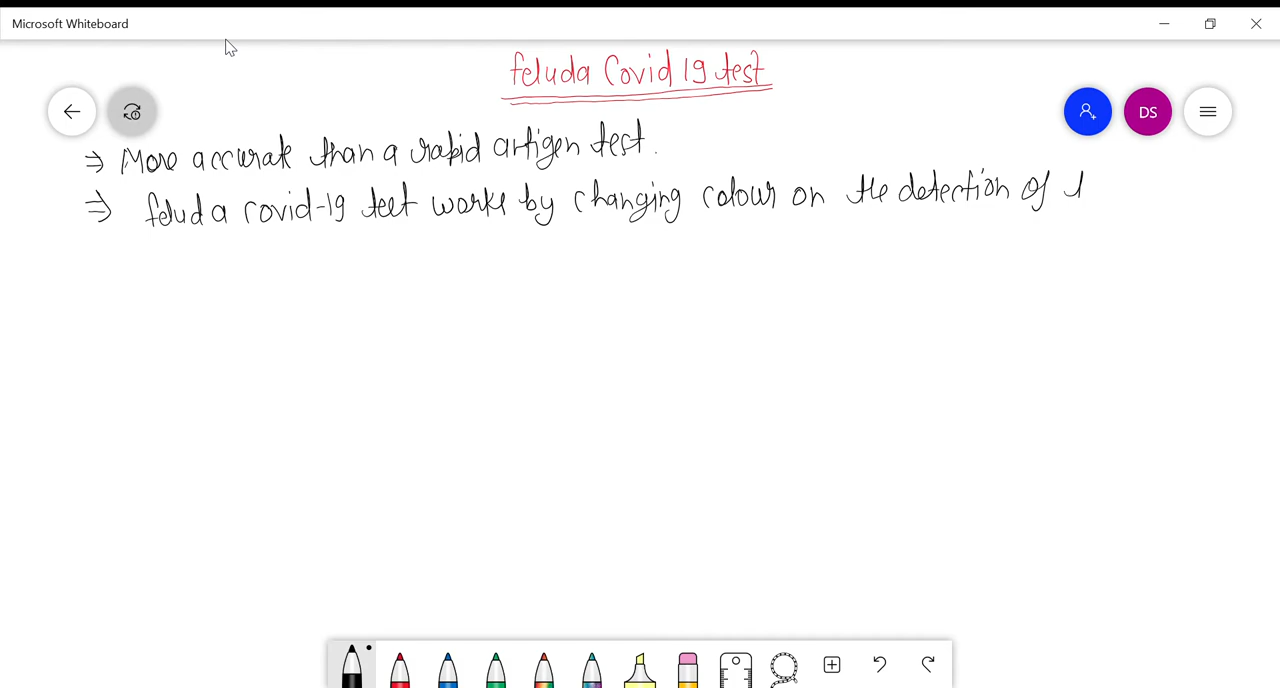 Microsoft Whiteboard
feluda Covid 19 test
DS
⇒ More accurate than a rapid antigen test.
⇒ feluda covid-19 test works by changing colour on the detection of